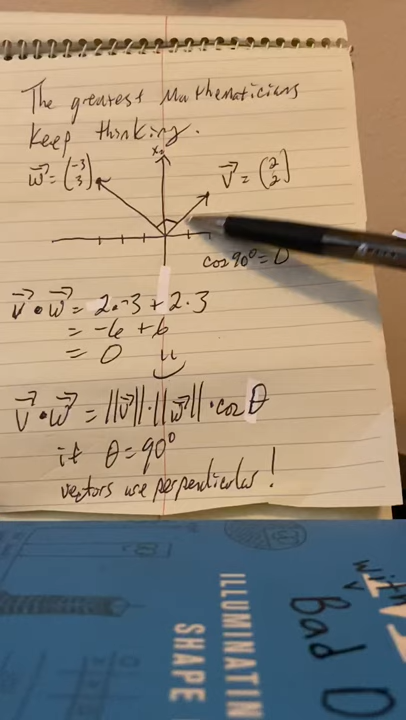 The greatest Mathematicians
keep thinking.
x₂
w⃗ = (-3 3)
v⃗ = (2 2)
cos 90° = 0
v⃗ • w⃗ = 2•-3 + 2•3
= -6 + 6
= 0
v⃗ • w⃗ = ||v⃗||•||w⃗||•cos θ
if θ = 90°
vectors are perpendicular!
ILLUMINATIN
SHAPE
with
Bad D